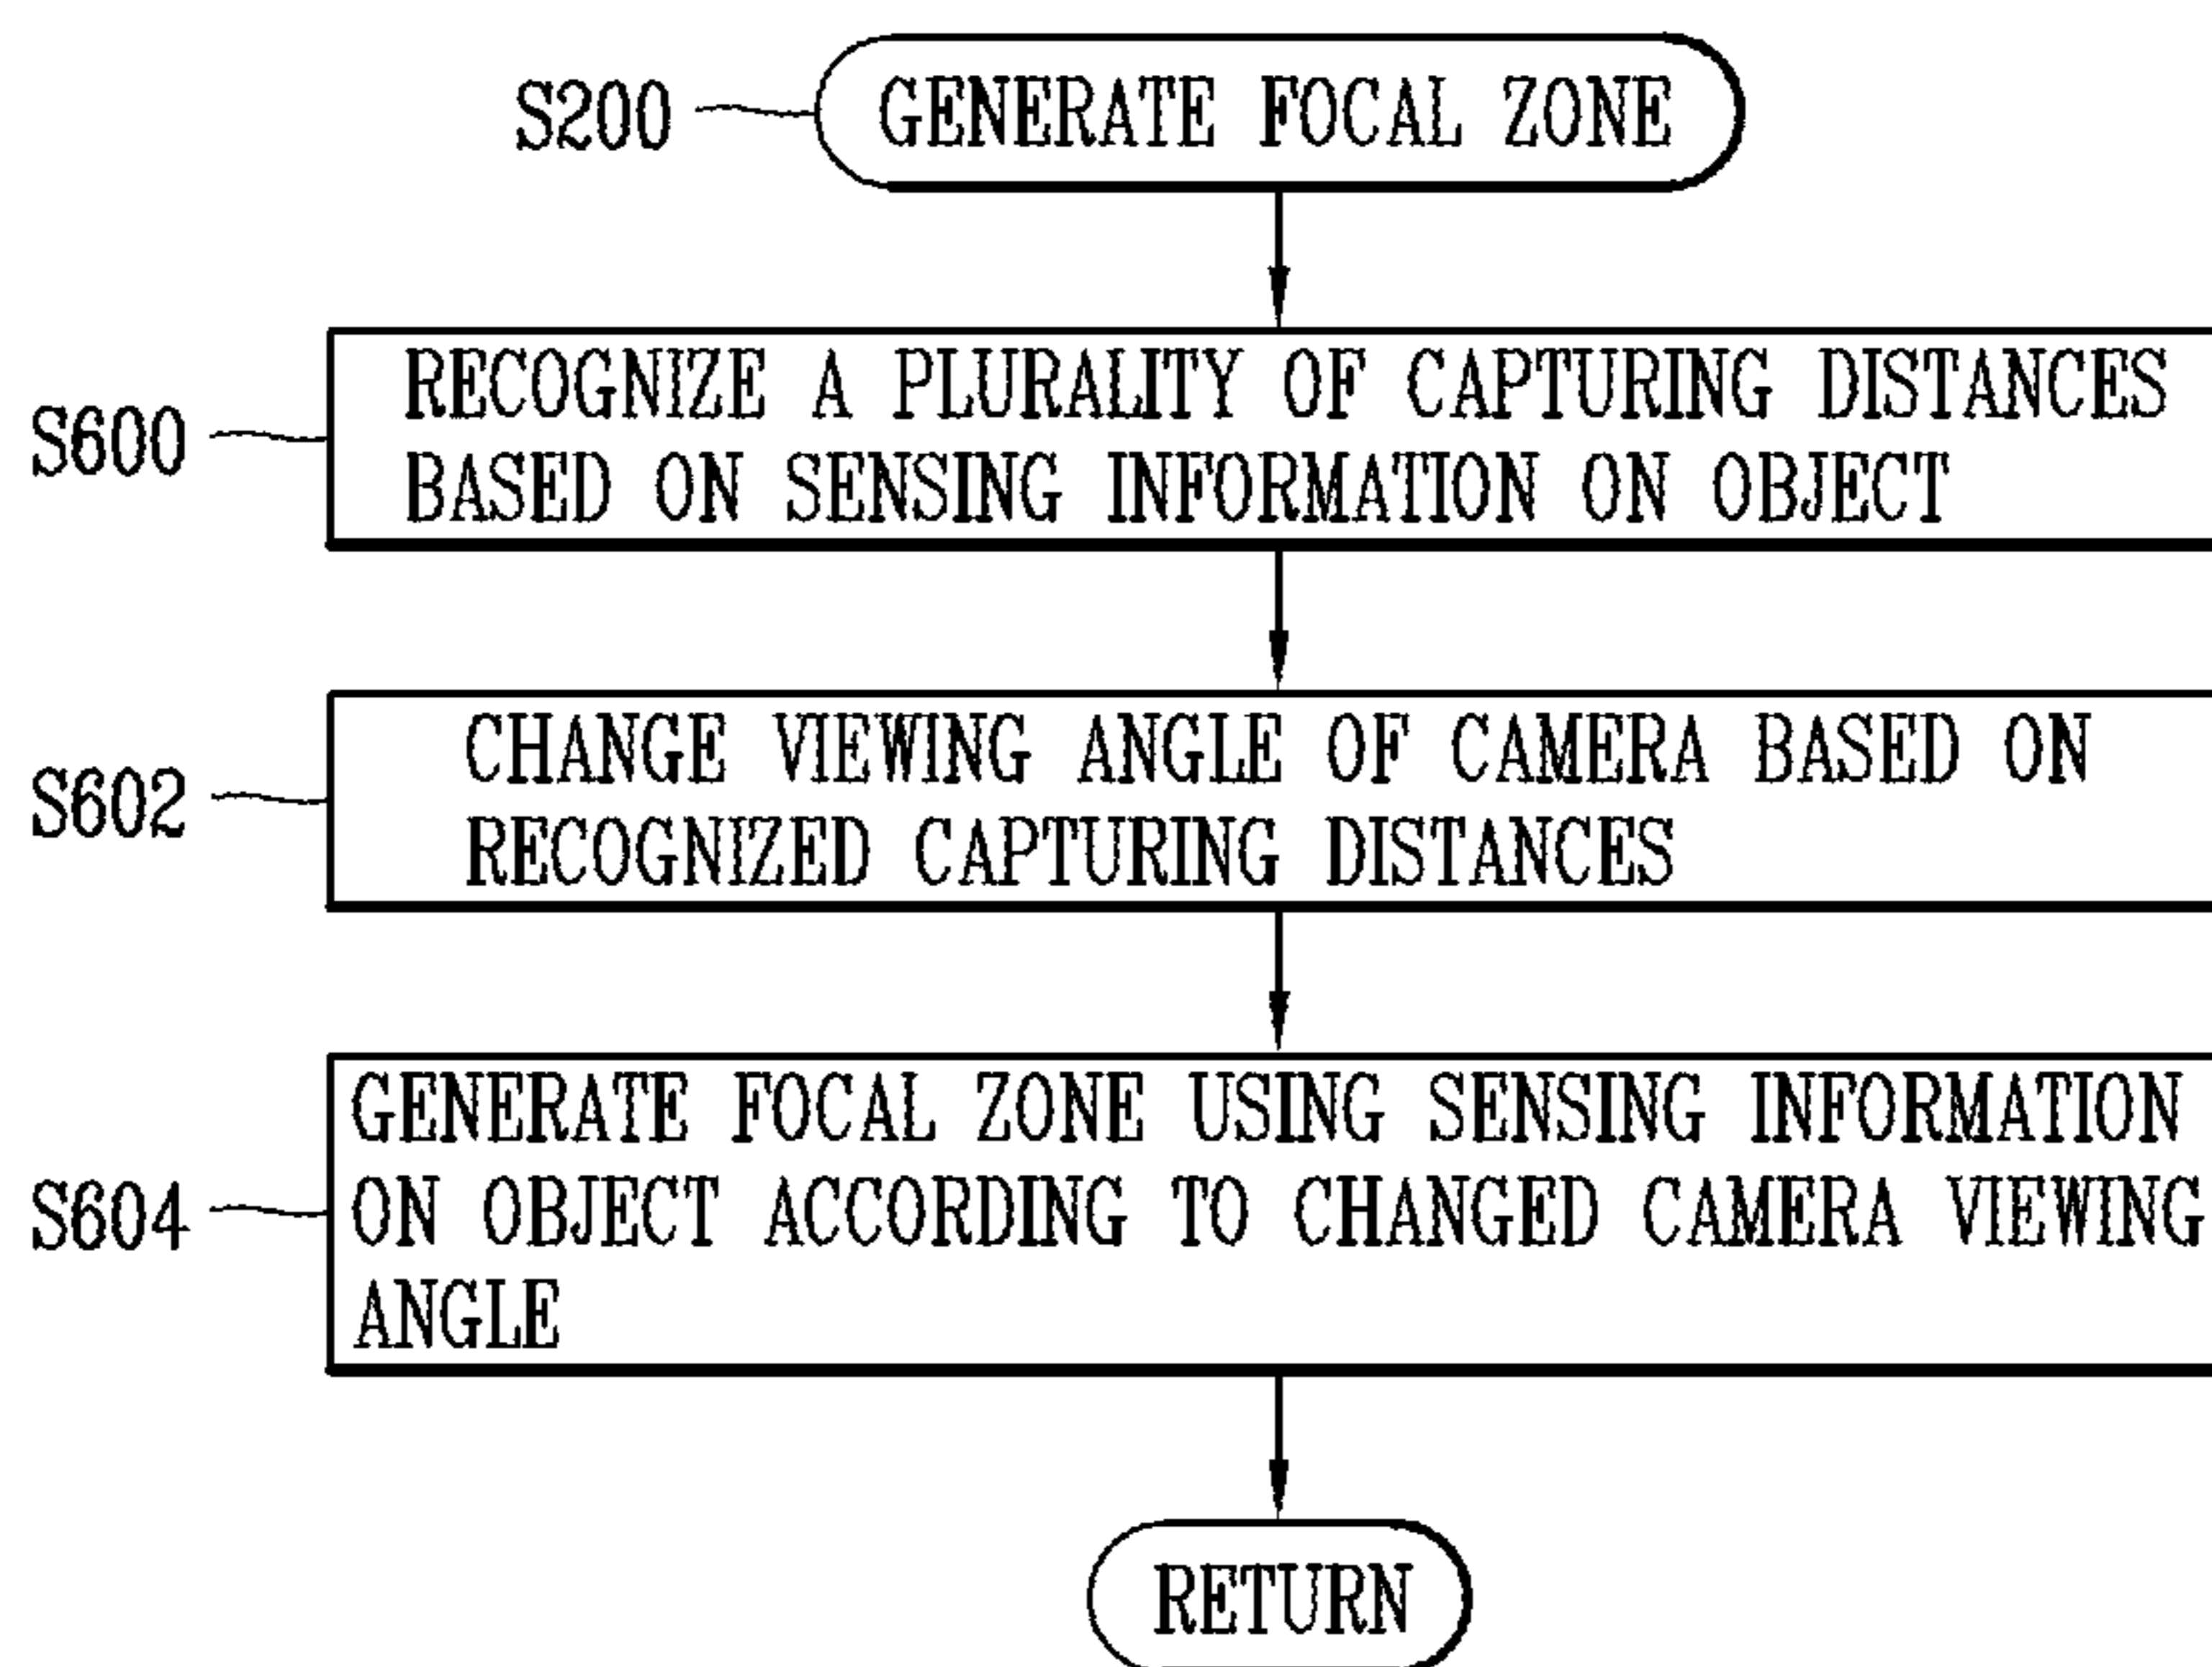 S200 GENERATE FOCAL ZONE
S600 RECOGNIZE A PLURALITY OF CAPTURING DISTANCES
BASED ON SENSING INFORMATION ON OBJECT
S602 CHANGE VIEWING ANGLE OF CAMERA BASED ON
RECOGNIZED CAPTURING DISTANCES
S604 GENERATE FOCAL ZONE USING SENSING INFORMATION
ON OBJECT ACCORDING TO CHANGED CAMERA VIEWING
ANGLE
RETURN